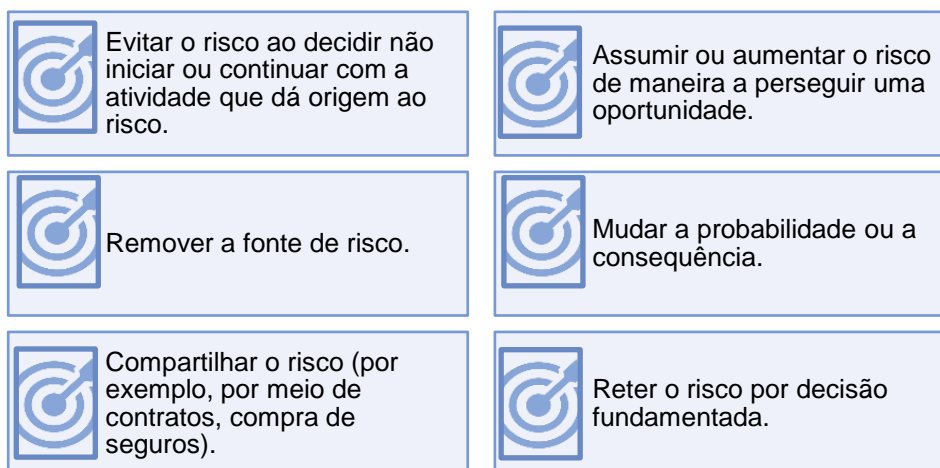 Evitar o risco ao decidir não
iniciar ou continuar com a
atividade que dá origem ao
risco.
Assumir ou aumentar o risco
de maneira a perseguir uma
oportunidade.
Remover a fonte de risco.
Mudar a probabilidade ou a
consequência.
Compartilhar o risco (por
exemplo, por meio de
contratos, compra de
seguros).
Reter o risco por decisão
fundamentada.